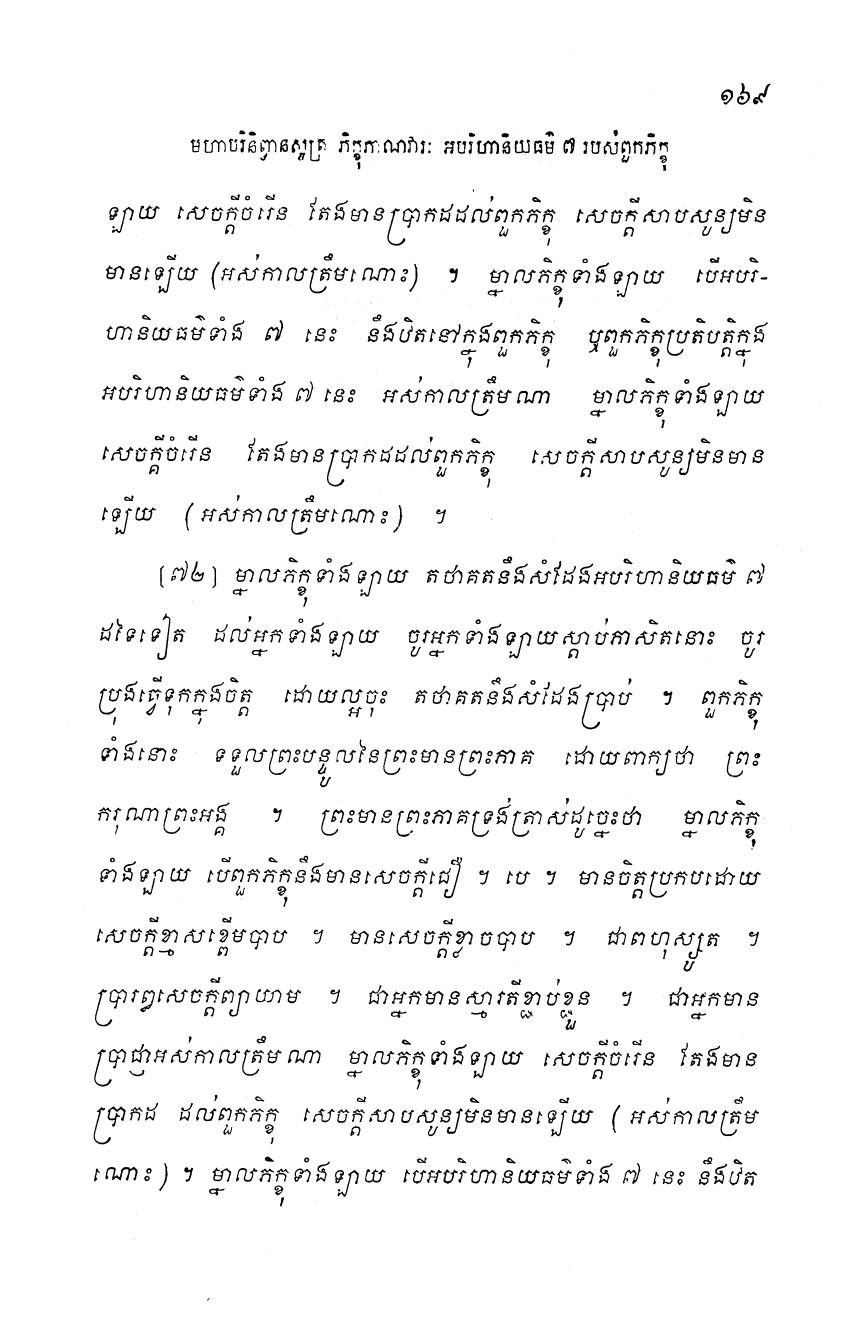 ១៦៩
មហាបរិនិព្វានសូត្រ ភិក្ខុភាណវារៈ អបរិហានិយធម៌ ៧ របស់ពួកភិក្ខុ
ឡាយ សេចក្តីចំរើន តែងមានប្រាកដដល់ពួកភិក្ខុ សេចក្តីសាបសូន្យមិន
មានឡើយ (អស់កាលត្រឹមណោះ) ។ ម្នាលភិក្ខុទាំងឡាយ បើអបរិ-
ហានិយធម៌ទាំង ៧ នេះ នឹងឋិតនៅក្នុងពួកភិក្ខុ ឬពួកភិក្ខុប្រតិបត្តិក្នុង
អបរិហានិយធម៌ទាំង ៧ នេះ អស់កាលត្រឹមណា ម្នាលភិក្ខុទាំងឡាយ
សេចក្តីចំរើន តែងមានប្រាកដដល់ពួកភិក្ខុ សេចក្តីសាបសូន្យមិនមាន
ឡើយ (អស់កាលត្រឹមណោះ) ។
[៧២] ម្នាលភិក្ខុទាំងឡាយ តថាគតនឹងសំដែងអបរិហានិយធម៌ ៧
ដទៃទៀត ដល់អ្នកទាំងឡាយ ចូរអ្នកទាំងឡាយស្តាប់ភាសិតនោះ ចូរ
ប្រុងធ្វើទុកក្នុងចិត្ត ដោយល្អចុះ តថាគតនឹងសំដែងប្រាប់ ។ ពួកភិក្ខុ
ទាំងនោះ ទទួលព្រះបន្ទូលនៃព្រះមានព្រះភាគ ដោយពាក្យថា ព្រះ
ករុណាព្រះអង្គ ។ ព្រះមានព្រះភាគទ្រង់ត្រាស់ដូច្នេះថា ម្នាលភិក្ខុ
ទាំងឡាយ បើពួកភិក្ខុនឹងមានសេចក្តីជឿ ។ បេ ។ មានចិត្តប្រកបដោយ
សេចក្តីខ្មាសខ្ពើមបាប ។ មានសេចក្តីខ្លាចបាប ។ ជាពហុស្សូត ។
ប្រារព្ធសេចក្តីព្យាយាម ។ ជាអ្នកមានស្មារតីខ្ជាប់ខ្ជួន ។ ជាអ្នកមាន
ប្រាជ្ញាអស់កាលត្រឹមណា ម្នាលភិក្ខុទាំងឡាយ សេចក្តីចំរើន តែងមាន
ប្រាកដ ដល់ពួកភិក្ខុ សេចក្តីសាបសូន្យមិនមានឡើយ (អស់កាលត្រឹម
ណោះ) ។ ម្នាលភិក្ខុទាំងឡាយ បើអបរិហានិយធម៌ទាំង ៧ នេះ នឹងឋិត